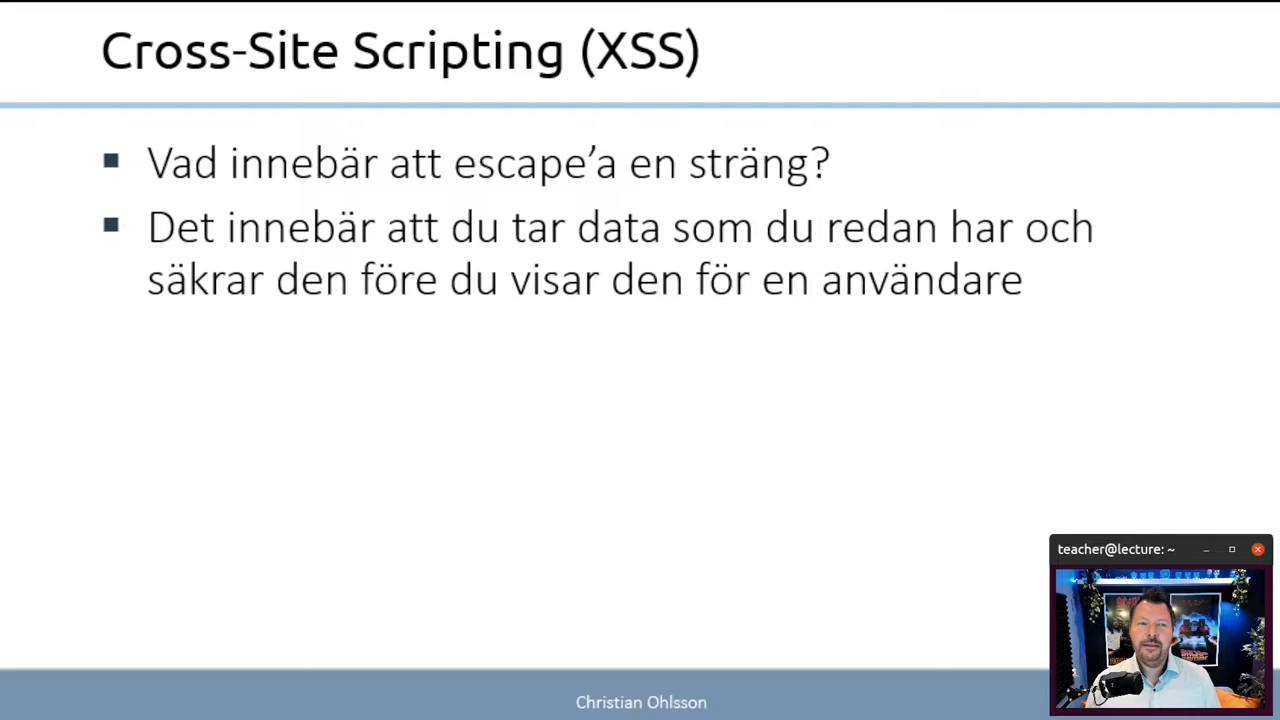 Cross-Site Scripting (XSS)
▪ Vad innebär att escape’a en sträng?
▪ Det innebär att du tar data som du redan har och
säkrar den före du visar den för en användare
teacher@lecture: ~
Christian Ohlsson